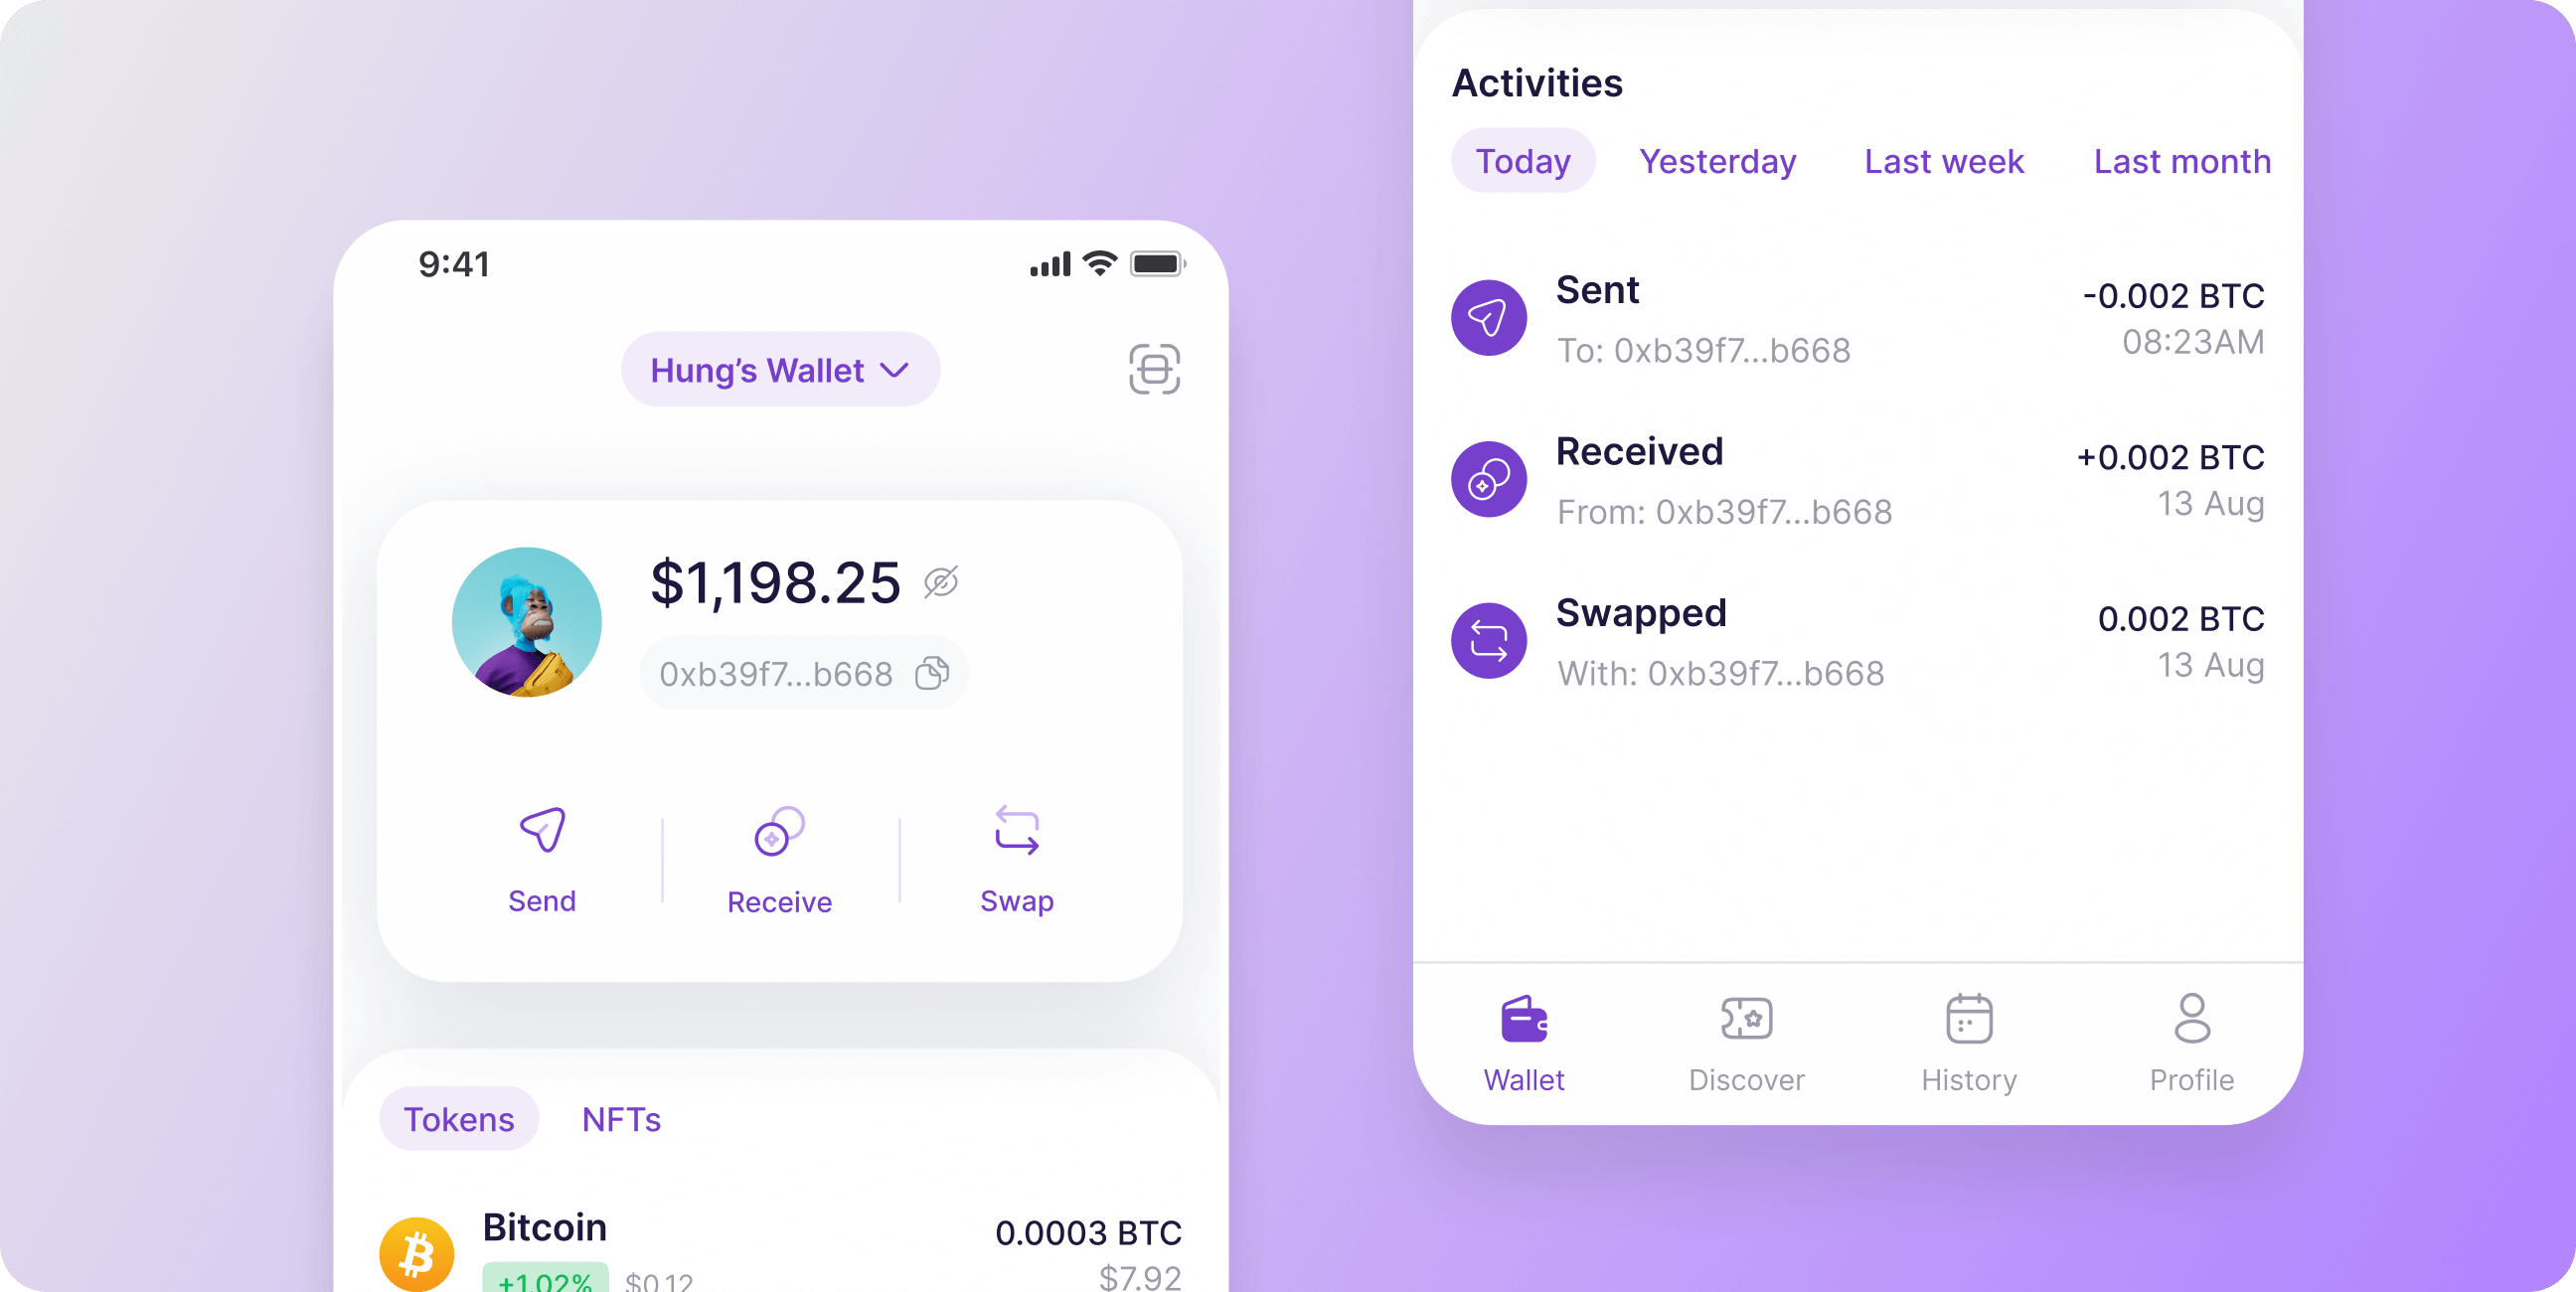 9:41
Hung’s Wallet
$1,198.25
0xb39f7...b668
Send
Receive
Swap
Tokens
NFTs
Bitcoin
0.0003 BTC
+1.02%
$0.12
$7.92
Activities
Today
Yesterday
Last week
Last month
Sent
-0.002 BTC
To: 0xb39f7...b668
08:23AM
Received
+0.002 BTC
From: 0xb39f7...b668
13 Aug
Swapped
0.002 BTC
With: 0xb39f7...b668
13 Aug
Wallet
Discover
History
Profile